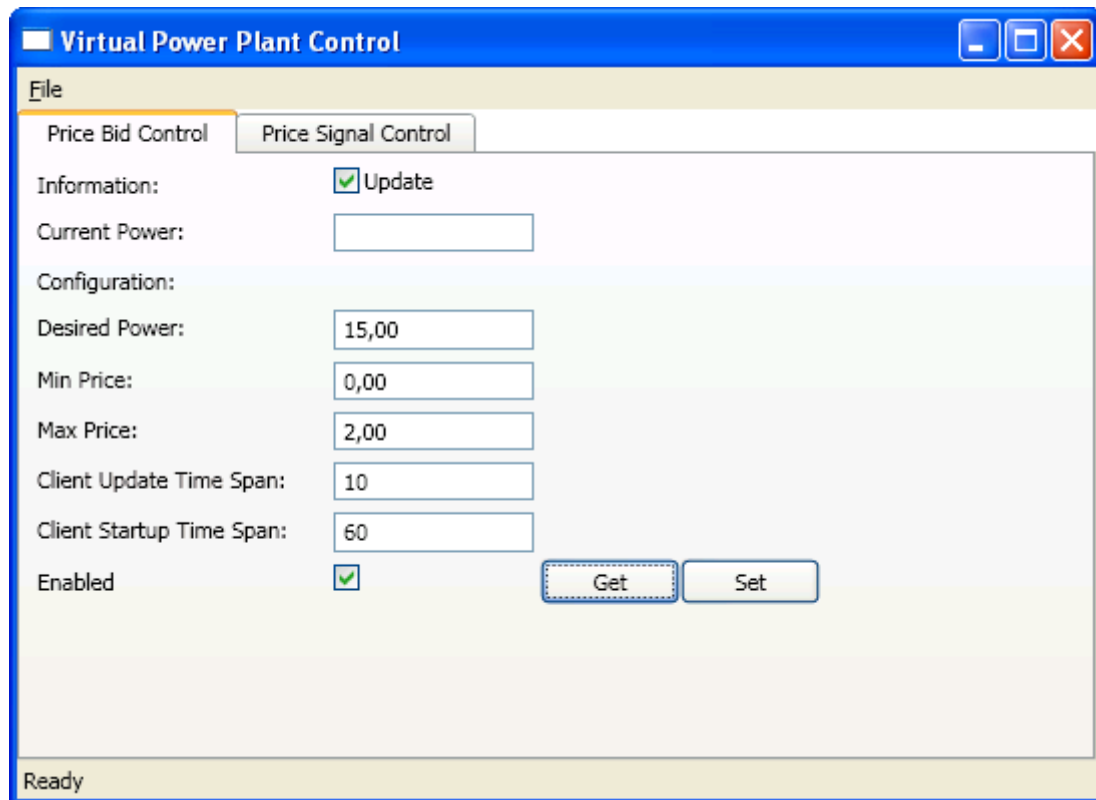 Virtual Power Plant Control
File
Price Bid Control Price Signal Control
Information: Update
Current Power:
Configuration:
Desired Power: 15,00
Min Price: 0,00
Max Price: 2,00
Client Update Time Span: 10
Client Startup Time Span: 60
Enabled Get Set
Ready